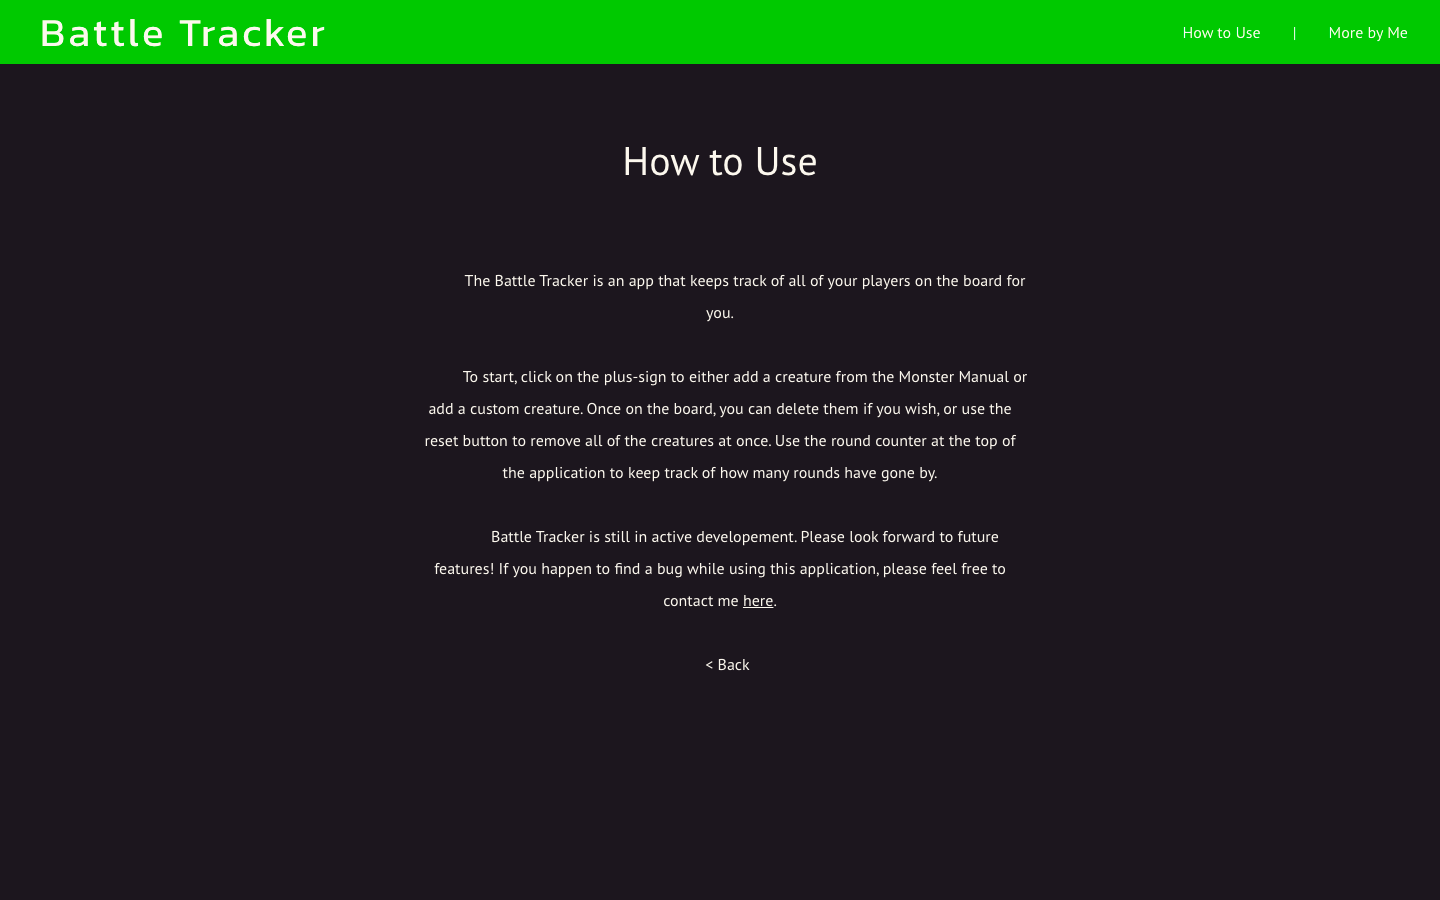 Battle Tracker
How to Use | More by Me
How to Use
The Battle Tracker is an app that keeps track of all of your players on the board for
you.
To start, click on the plus-sign to either add a creature from the Monster Manual or
add a custom creature. Once on the board, you can delete them if you wish, or use the
reset button to remove all of the creatures at once. Use the round counter at the top of
the application to keep track of how many rounds have gone by.
Battle Tracker is still in active developement. Please look forward to future
features! If you happen to find a bug while using this application, please feel free to
contact me here.
< Back